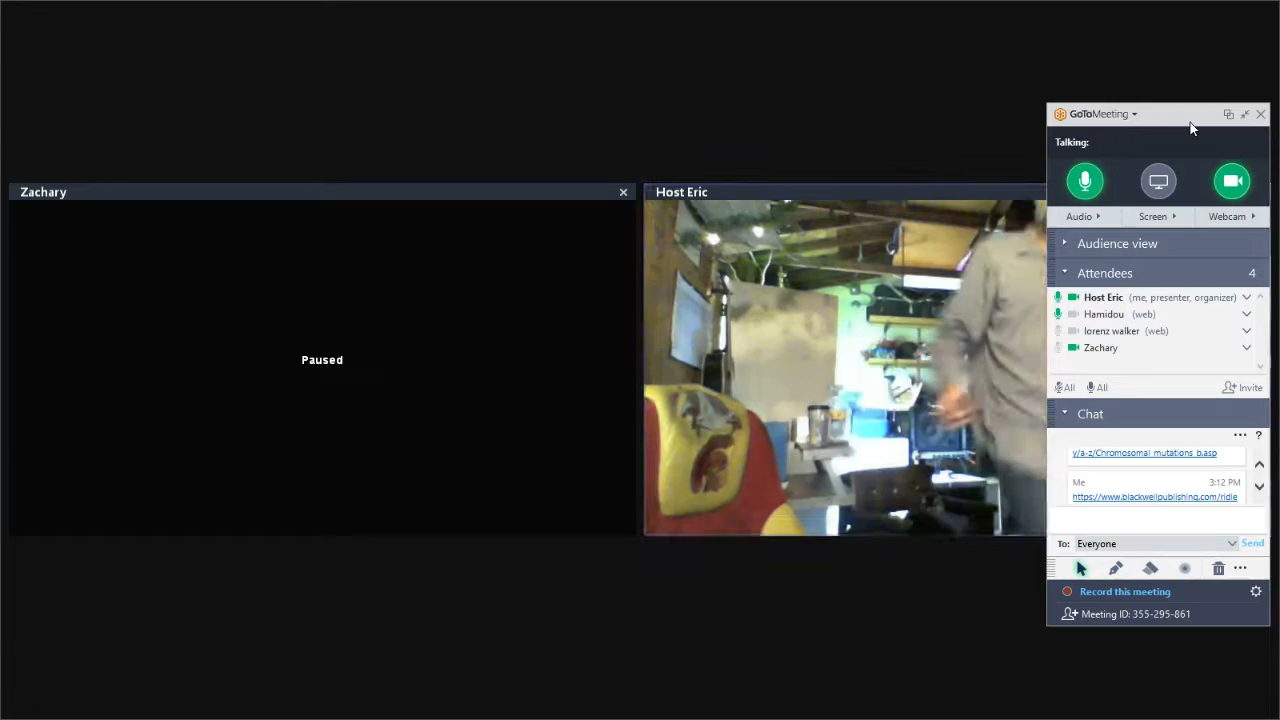 Zachary
Paused
Host Eric
GoToMeeting
Talking:
Audio
Screen
Webcam
Audience view
Attendees 4
Host Eric (me, presenter, organizer)
Hamidou (web)
lorenz walker (web)
Zachary
All All Invite
Chat
... ?
y/a-z/Chromosomal_mutations_b.asp
Me 3:12 PM
https://www.blackwellpublishing.com/ridle
To: Everyone Send
Record this meeting
Meeting ID: 355-295-861